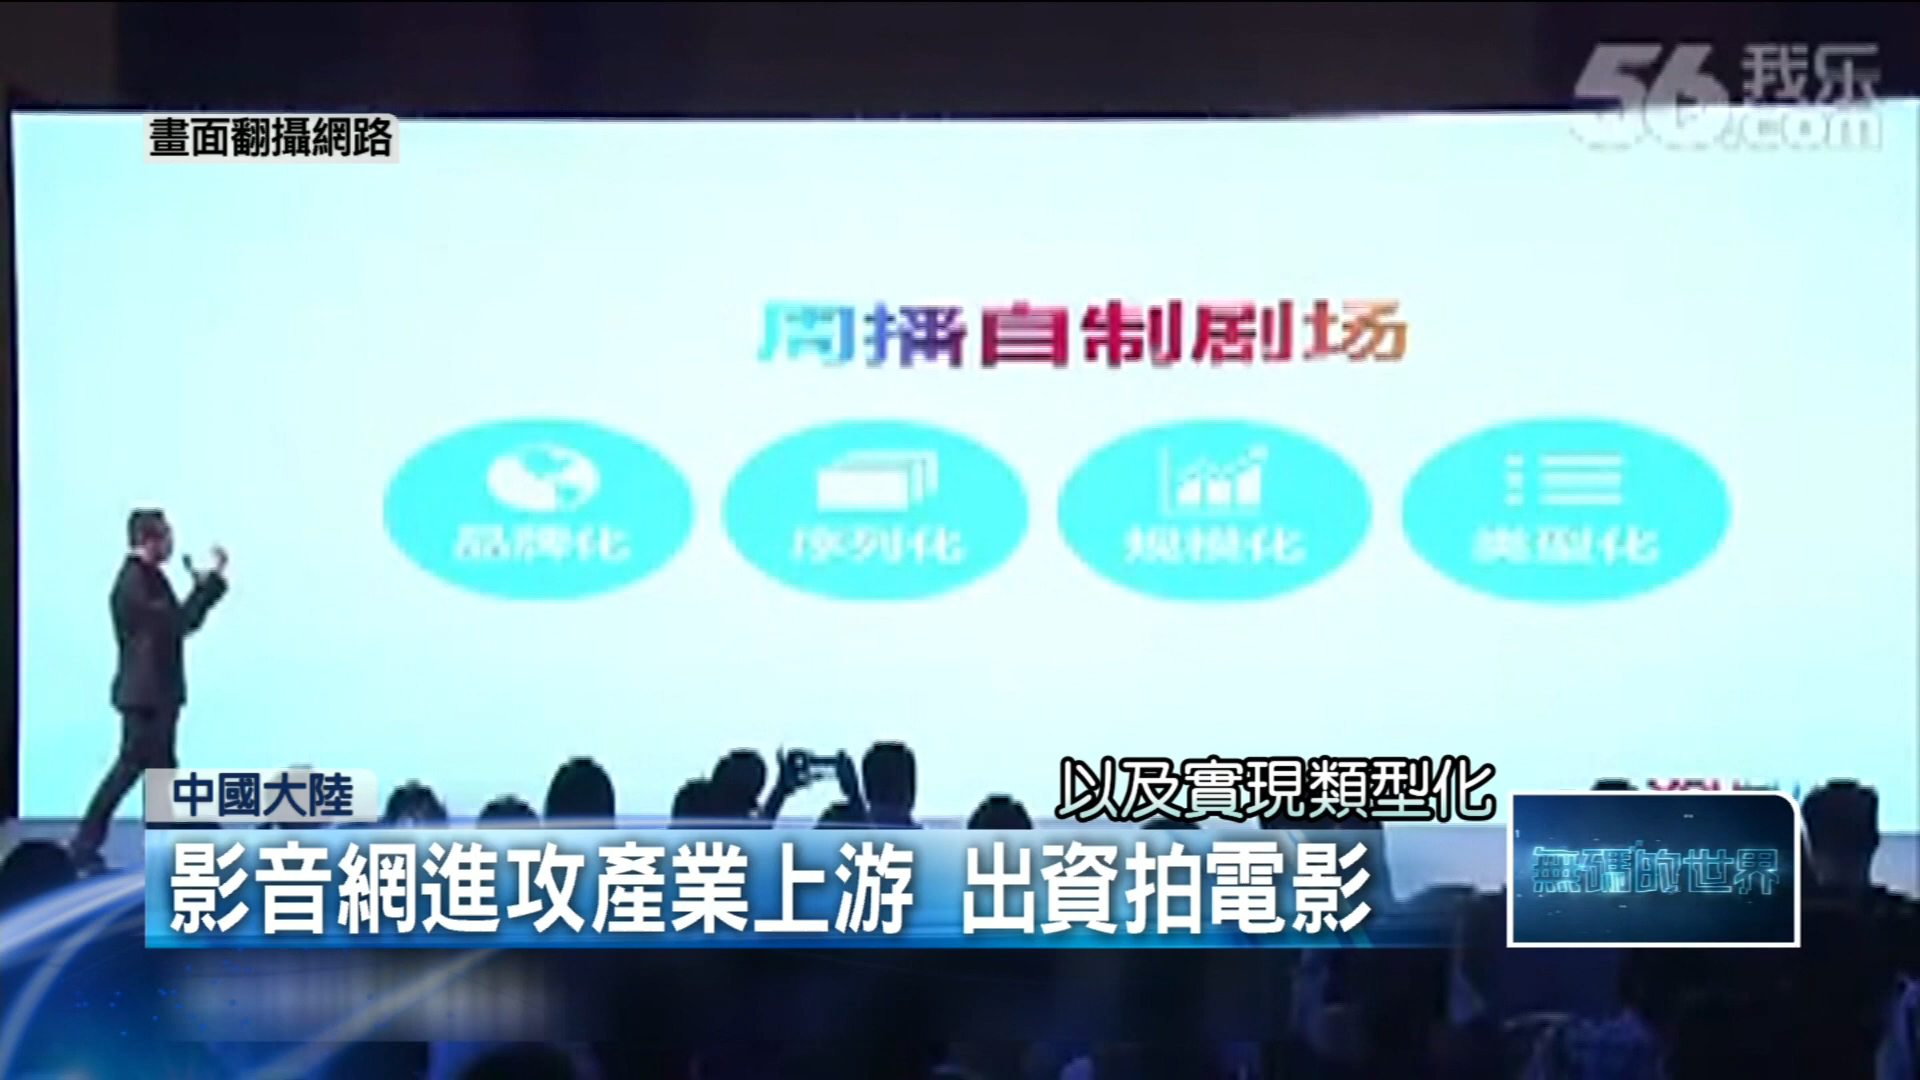 56我乐
.com
畫面翻攝網路
周播自制剧场
品牌化 序列化 规模化 类型化
以及實現類型化
中國大陸
影音網進攻產業上游 出資拍電影
無碼的世界